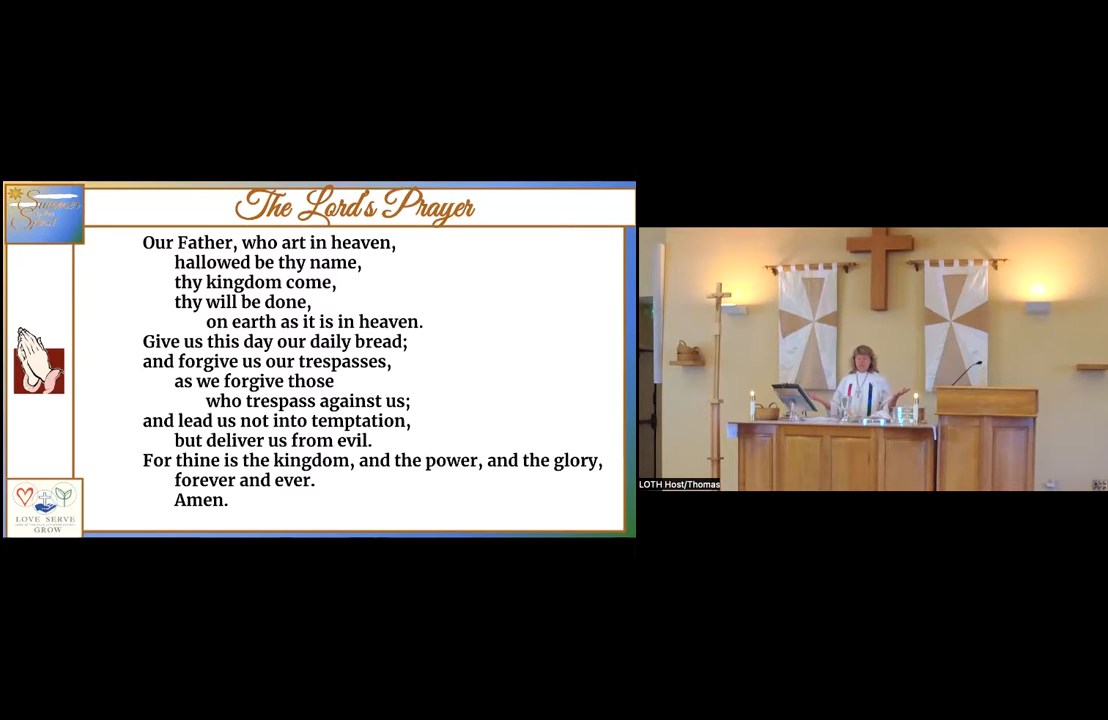 Summer
in the
Spirit
The Lord's Prayer
Our Father, who art in heaven,
hallowed be thy name,
thy kingdom come,
thy will be done,
on earth as it is in heaven.
Give us this day our daily bread;
and forgive us our trespasses,
as we forgive those
who trespass against us;
and lead us not into temptation,
but deliver us from evil.
For thine is the kingdom, and the power, and the glory,
forever and ever.
Amen.
LOVE SERVE
GROW
LOTH Host/Thomas